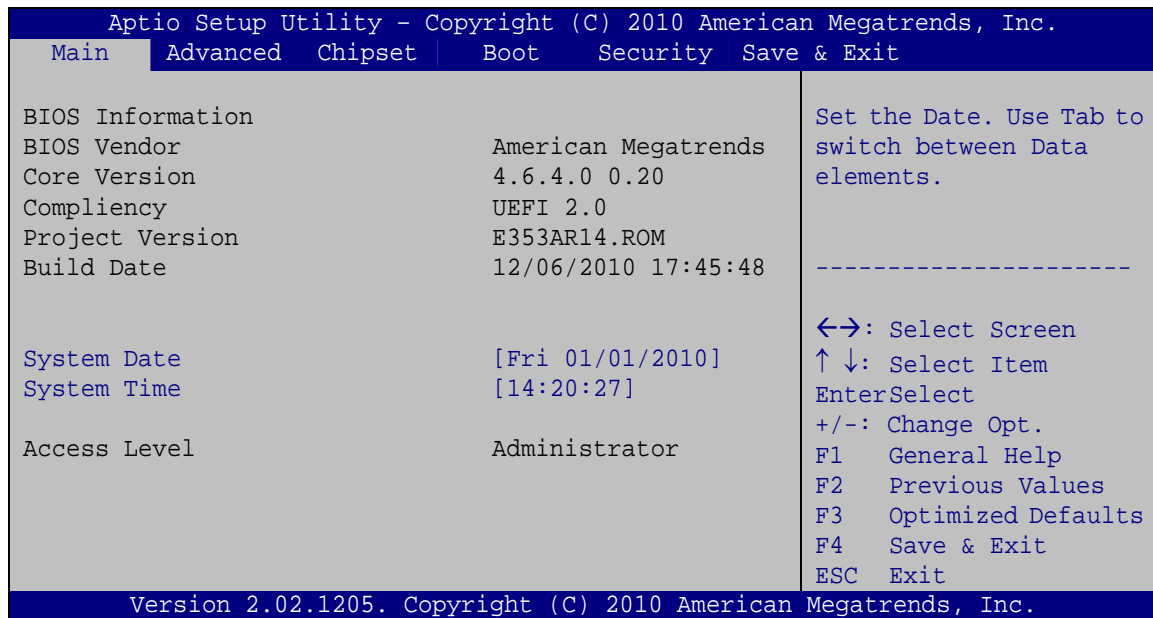 Aptio Setup Utility – Copyright (C) 2010 American Megatrends, Inc.
Main Advanced Chipset Boot Security Save & Exit
BIOS Information
BIOS Vendor American Megatrends
Core Version 4.6.4.0 0.20
Compliency UEFI 2.0
Project Version E353AR14.ROM
Build Date 12/06/2010 17:45:48
System Date [Fri 01/01/2010]
System Time [14:20:27]
Access Level Administrator
Set the Date. Use Tab to
switch between Data
elements.
----------------------
←→: Select Screen
↑ ↓: Select Item
EnterSelect
+/-: Change Opt.
F1 General Help
F2 Previous Values
F3 Optimized Defaults
F4 Save & Exit
ESC Exit
Version 2.02.1205. Copyright (C) 2010 American Megatrends, Inc.